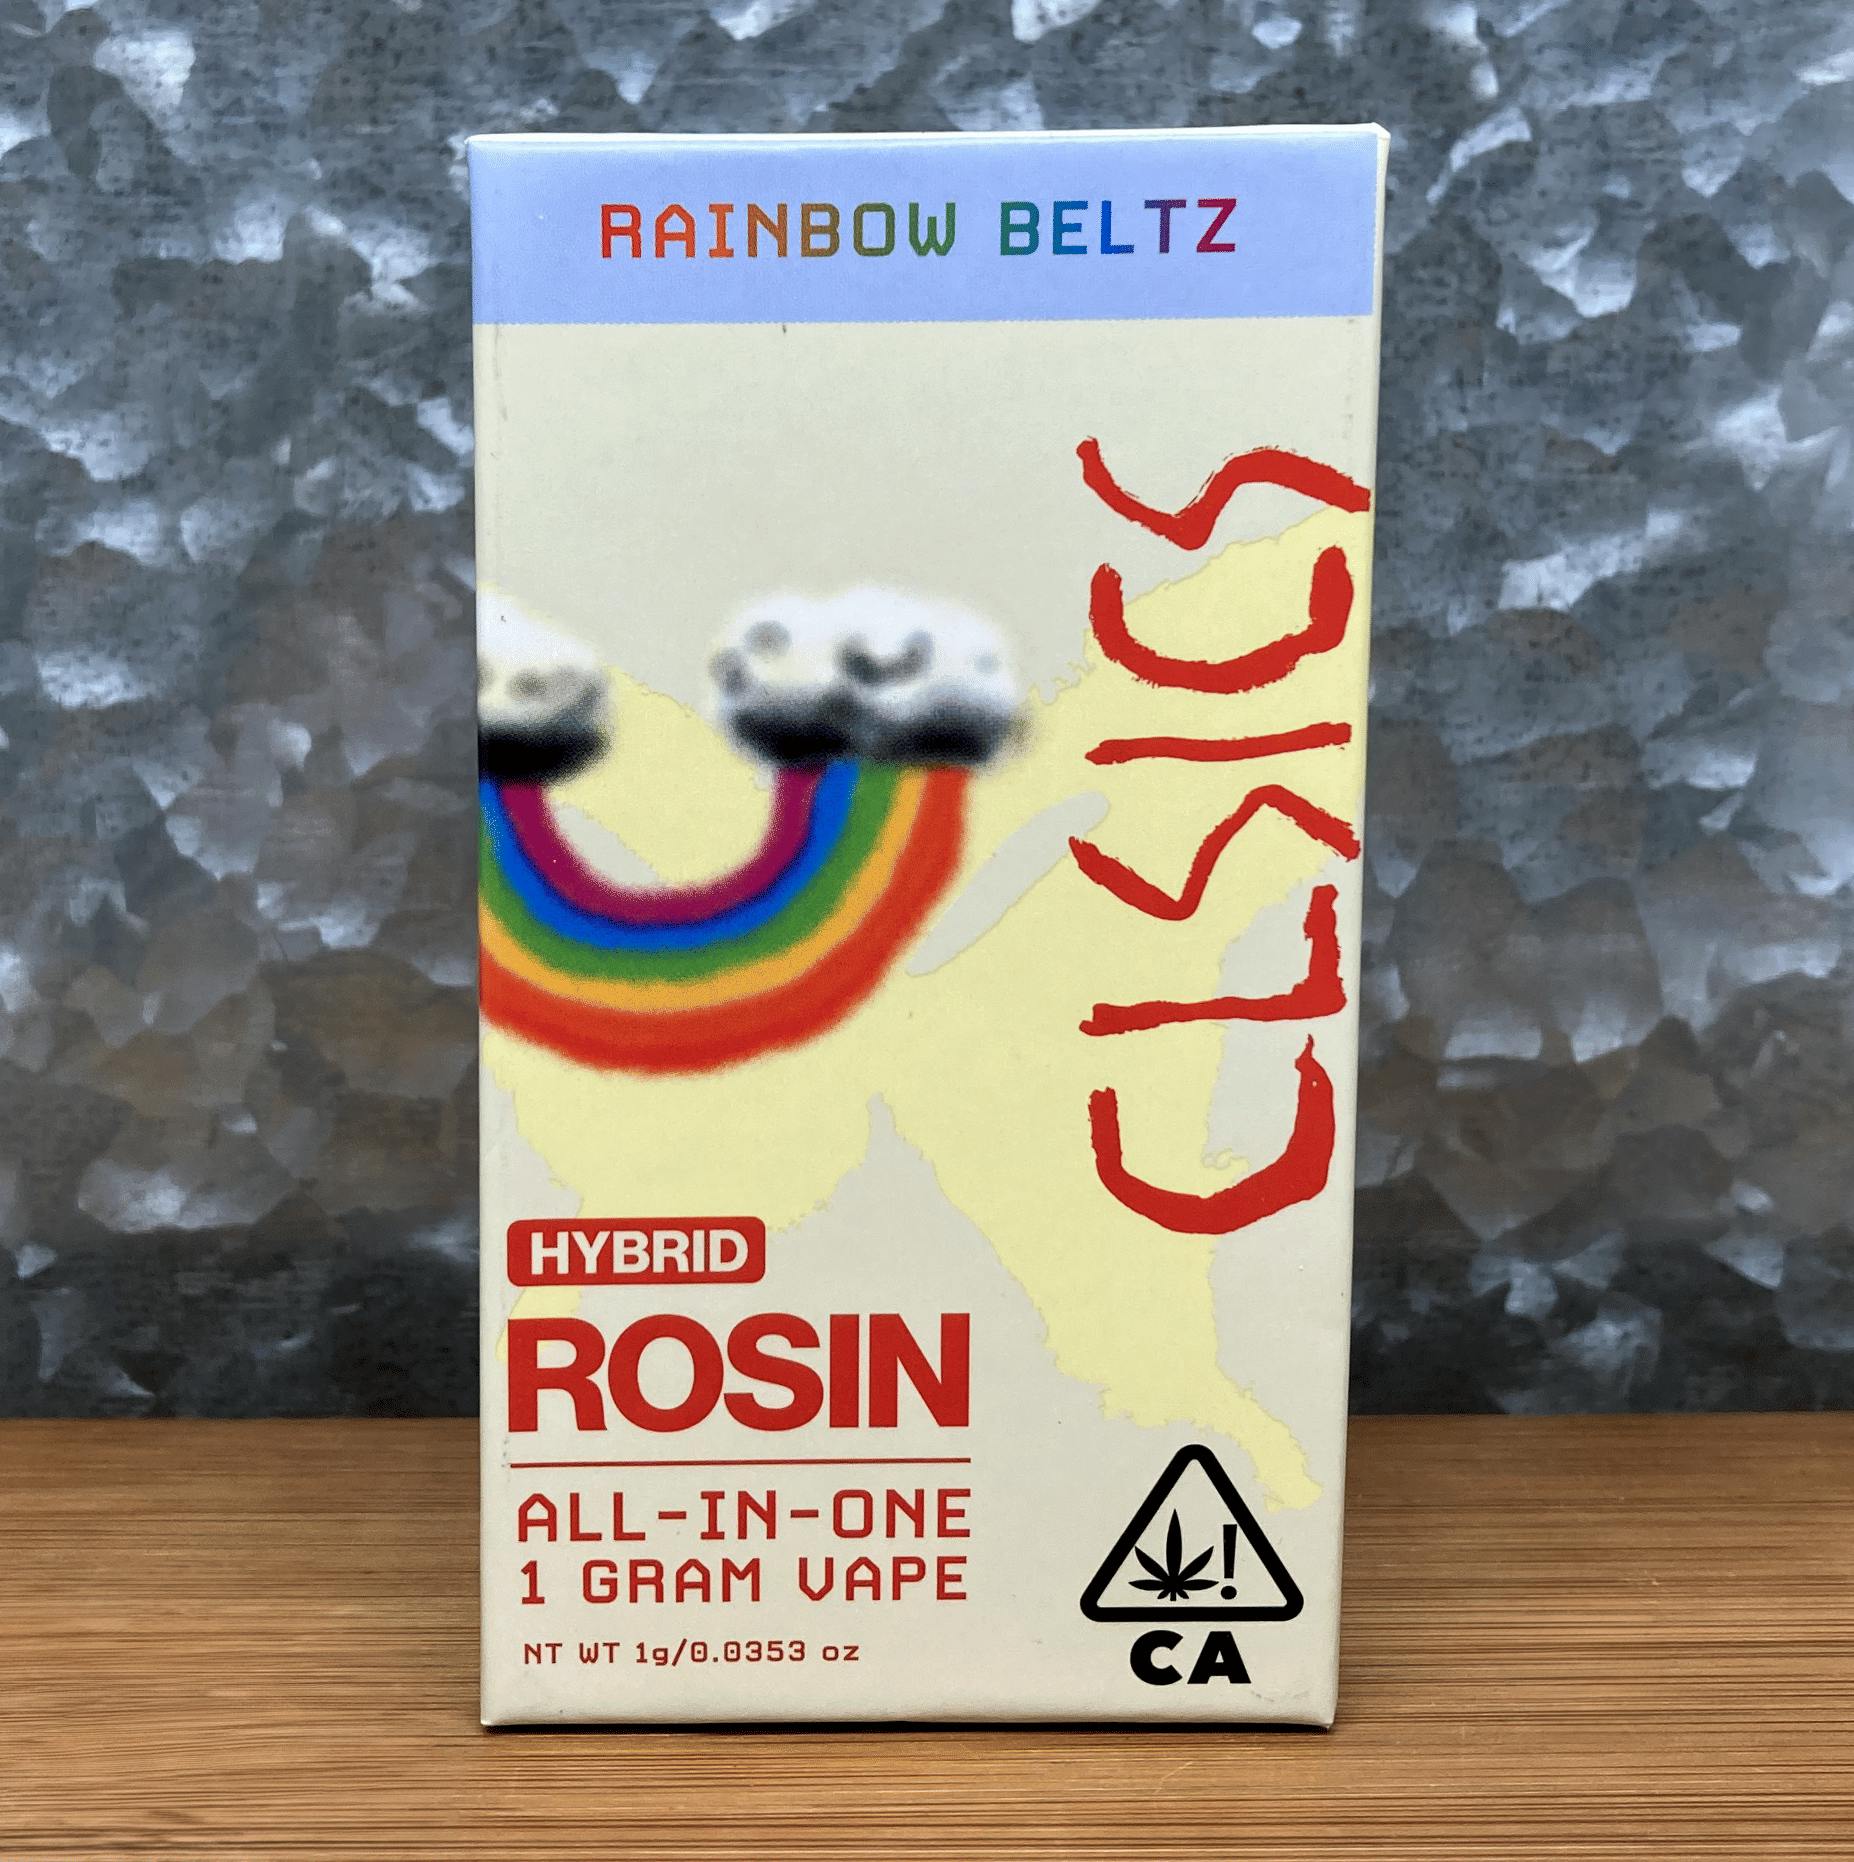 RAINBOW BELTZ
CLSICS
HYBRID
ROSIN
ALL-IN-ONE
1 GRAM VAPE
NT WT 1g/0.0353 oz
!
CA